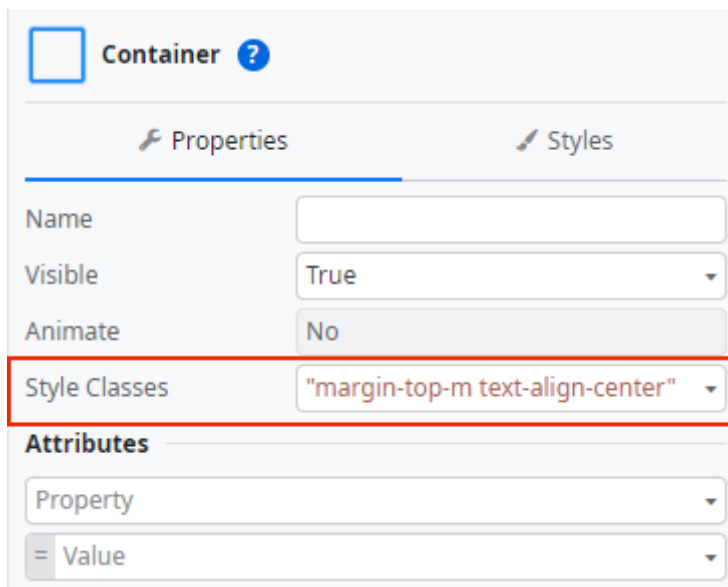 Container ?
Properties Styles
Name
Visible True
Animate No
Style Classes "margin-top-m text-align-center"
Attributes
Property
= Value